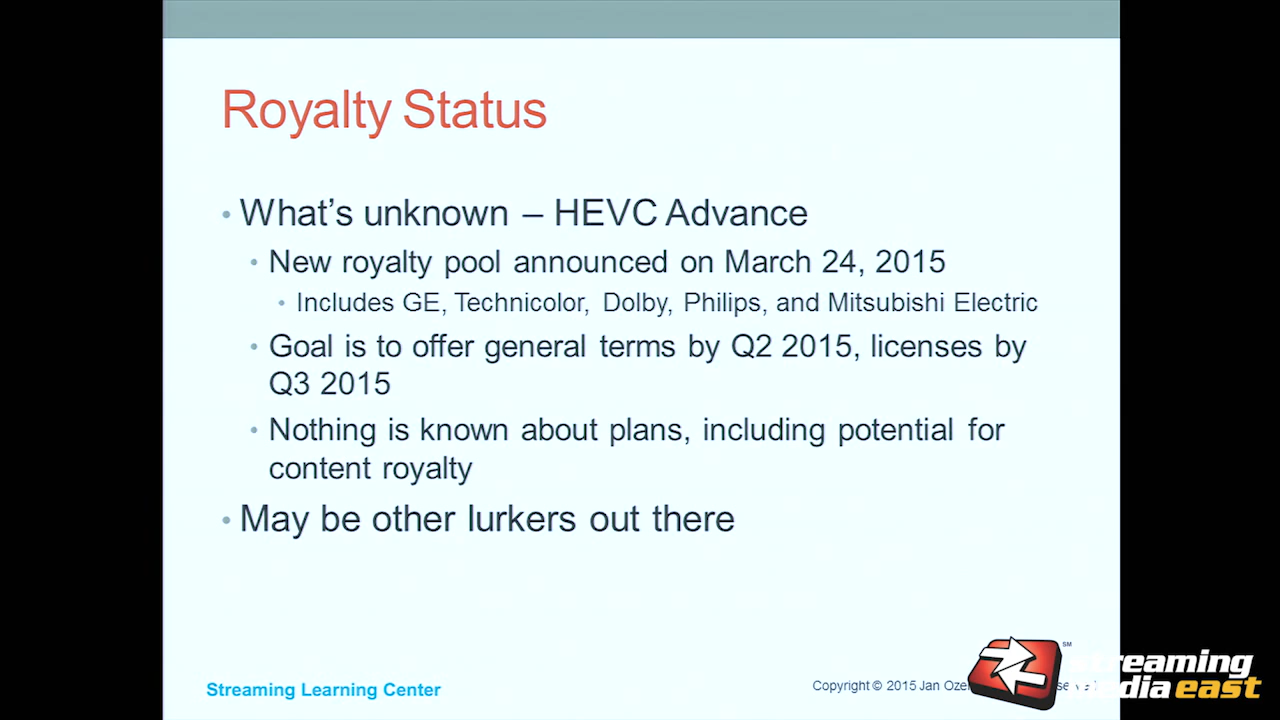 Royalty Status
• What's unknown – HEVC Advance
• New royalty pool announced on March 24, 2015
• Includes GE, Technicolor, Dolby, Philips, and Mitsubishi Electric
• Goal is to offer general terms by Q2 2015, licenses by
Q3 2015
• Nothing is known about plans, including potential for
content royalty
• May be other lurkers out there
Streaming Learning Center
Copyright © 2015 Jan
SM
streaming
media east